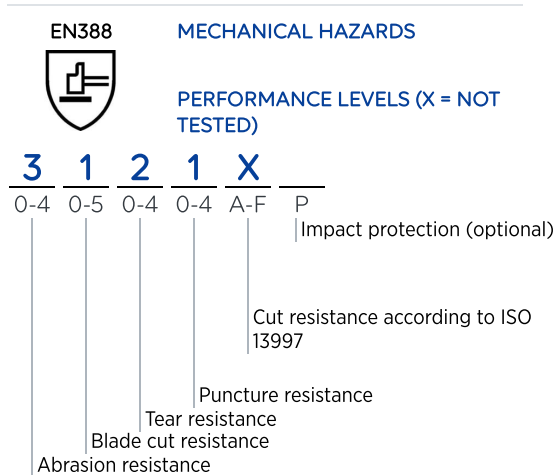 EN388
MECHANICAL HAZARDS
PERFORMANCE LEVELS (X = NOT
TESTED)
3 1 2 1 X
0-4 0-5 0-4 0-4 A-F P
Impact protection (optional)
Cut resistance according to ISO
13997
Puncture resistance
Tear resistance
Blade cut resistance
Abrasion resistance